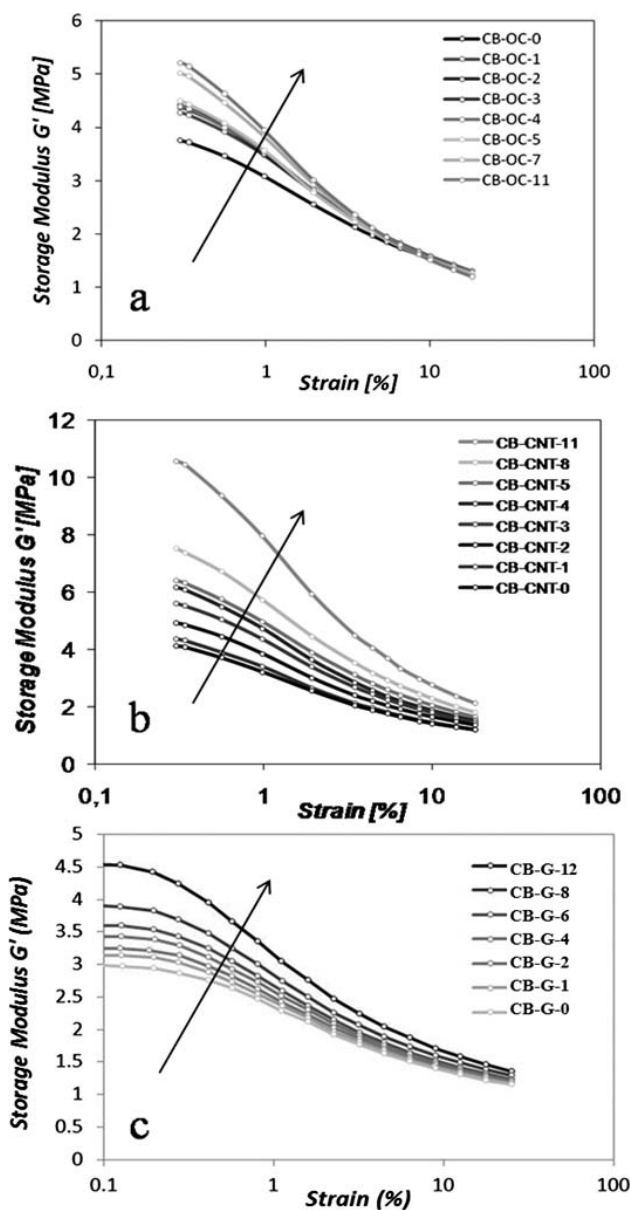 6
5
4
3
2
1
0
0,1
1
10
100
Storage Modulus G' [MPa]
Strain [%]
a
CB-OC-0
CB-OC-1
CB-OC-2
CB-OC-3
CB-OC-4
CB-OC-5
CB-OC-7
CB-OC-11
12
10
8
6
4
2
0
0,1
1
10
100
Storage Modulus G' [MPa]
Strain [%]
b
CB-CNT-11
CB-CNT-8
CB-CNT-5
CB-CNT-4
CB-CNT-3
CB-CNT-2
CB-CNT-1
CB-CNT-0
5
4.5
4
3.5
3
2.5
2
1.5
1
0.5
0
0.1
1
10
100
Storage Modulus G' (MPa)
Strain (%)
c
CB-G-12
CB-G-8
CB-G-6
CB-G-4
CB-G-2
CB-G-1
CB-G-0